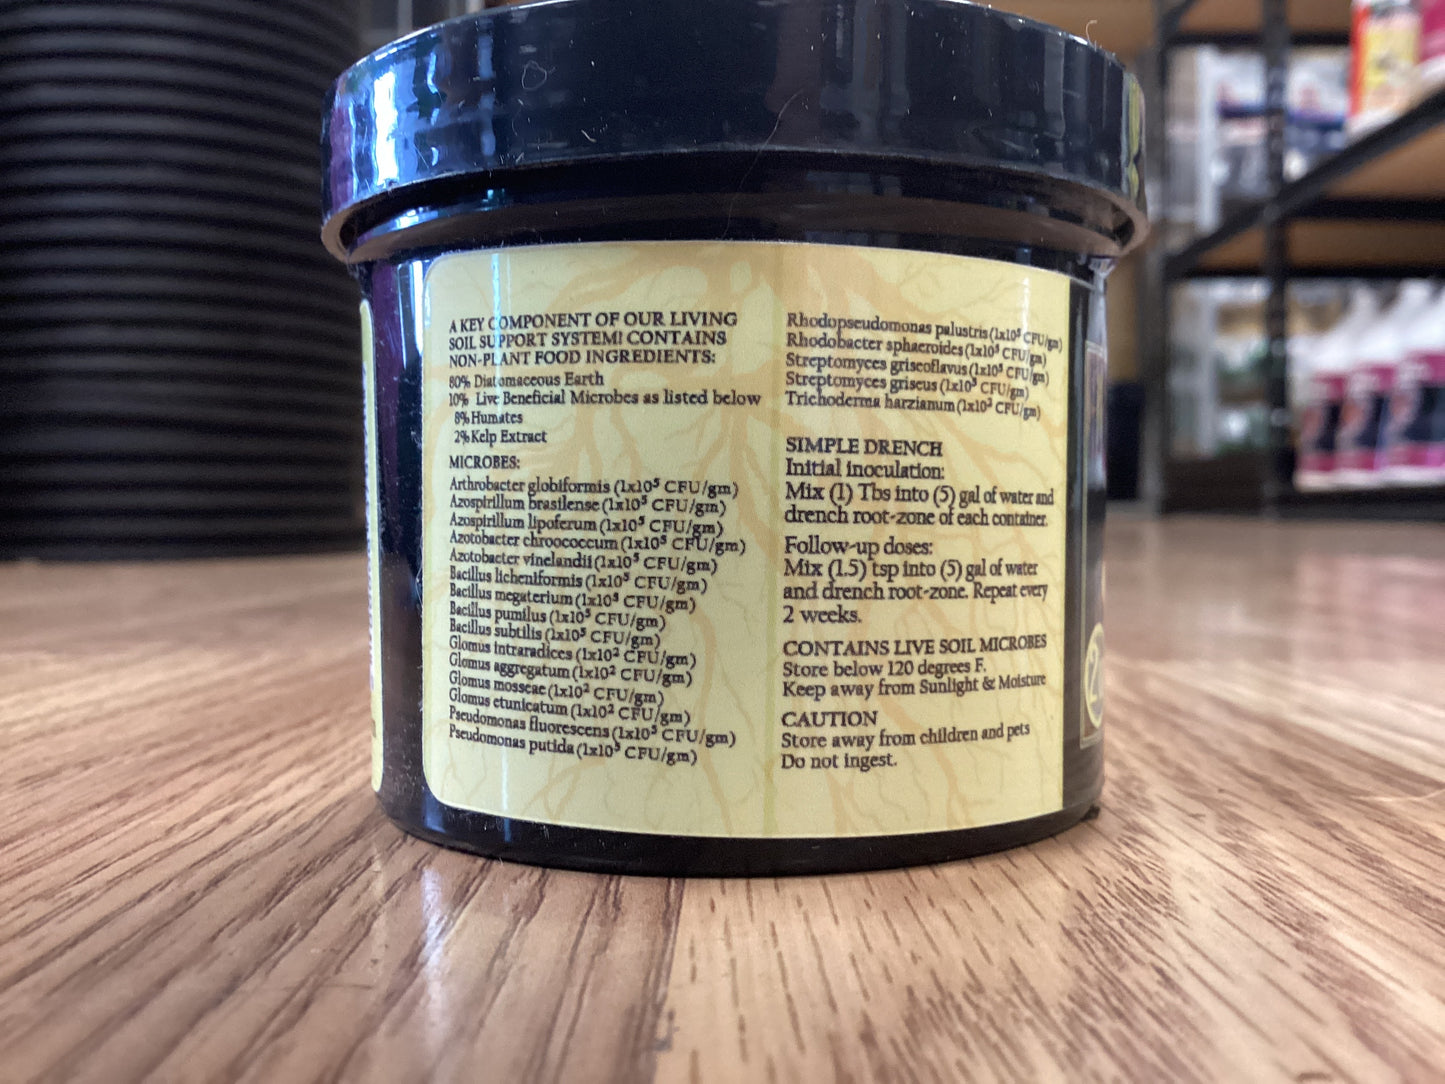 A KEY COMPONENT OF OUR LIVING
SOIL SUPPORT SYSTEM! CONTAINS
NON-PLANT FOOD INGREDIENTS:
80% Diatomaceous Earth
10% Live Beneficial Microbes as listed below
8% Humates
2% Kelp Extract
MICROBES:
Arthrobacter globiformis (1x10⁵ CFU/gm)
Azospirillum brasilense (1x10⁵ CFU/gm)
Azospirillum lipoferum (1x10⁵ CFU/gm)
Azotobacter chroococcum (1x10⁵ CFU/gm)
Azotobacter vinelandii (1x10⁵ CFU/gm)
Bacillus licheniformis (1x10⁵ CFU/gm)
Bacillus megaterium (1x10⁵ CFU/gm)
Bacillus pumilus (1x10⁵ CFU/gm)
Bacillus subtilis (1x10⁵ CFU/gm)
Glomus intraradices (1x10² CFU/gm)
Glomus aggregatum (1x10² CFU/gm)
Glomus mosseae (1x10² CFU/gm)
Glomus etunicatum (1x10² CFU/gm)
Pseudomonas fluorescens (1x10⁵ CFU/gm)
Pseudomonas putida (1x10⁵ CFU/gm)
Rhodopseudomonas palustris (1x10⁵ CFU/gm)
Rhodobacter sphaeroides (1x10⁵ CFU/gm)
Streptomyces griseoflavus (1x10⁵ CFU/gm)
Streptomyces griseus (1x10⁵ CFU/gm)
Trichoderma harzianum (1x10² CFU/gm)
SIMPLE DRENCH
Initial inoculation:
Mix (1) Tbs into (5) gal of water and
drench root-zone of each container.
Follow-up doses:
Mix (1.5) tsp into (5) gal of water
and drench root-zone. Repeat every
2 weeks.
CONTAINS LIVE SOIL MICROBES
Store below 120 degrees F.
Keep away from Sunlight & Moisture
CAUTION
Store away from children and pets
Do not ingest.